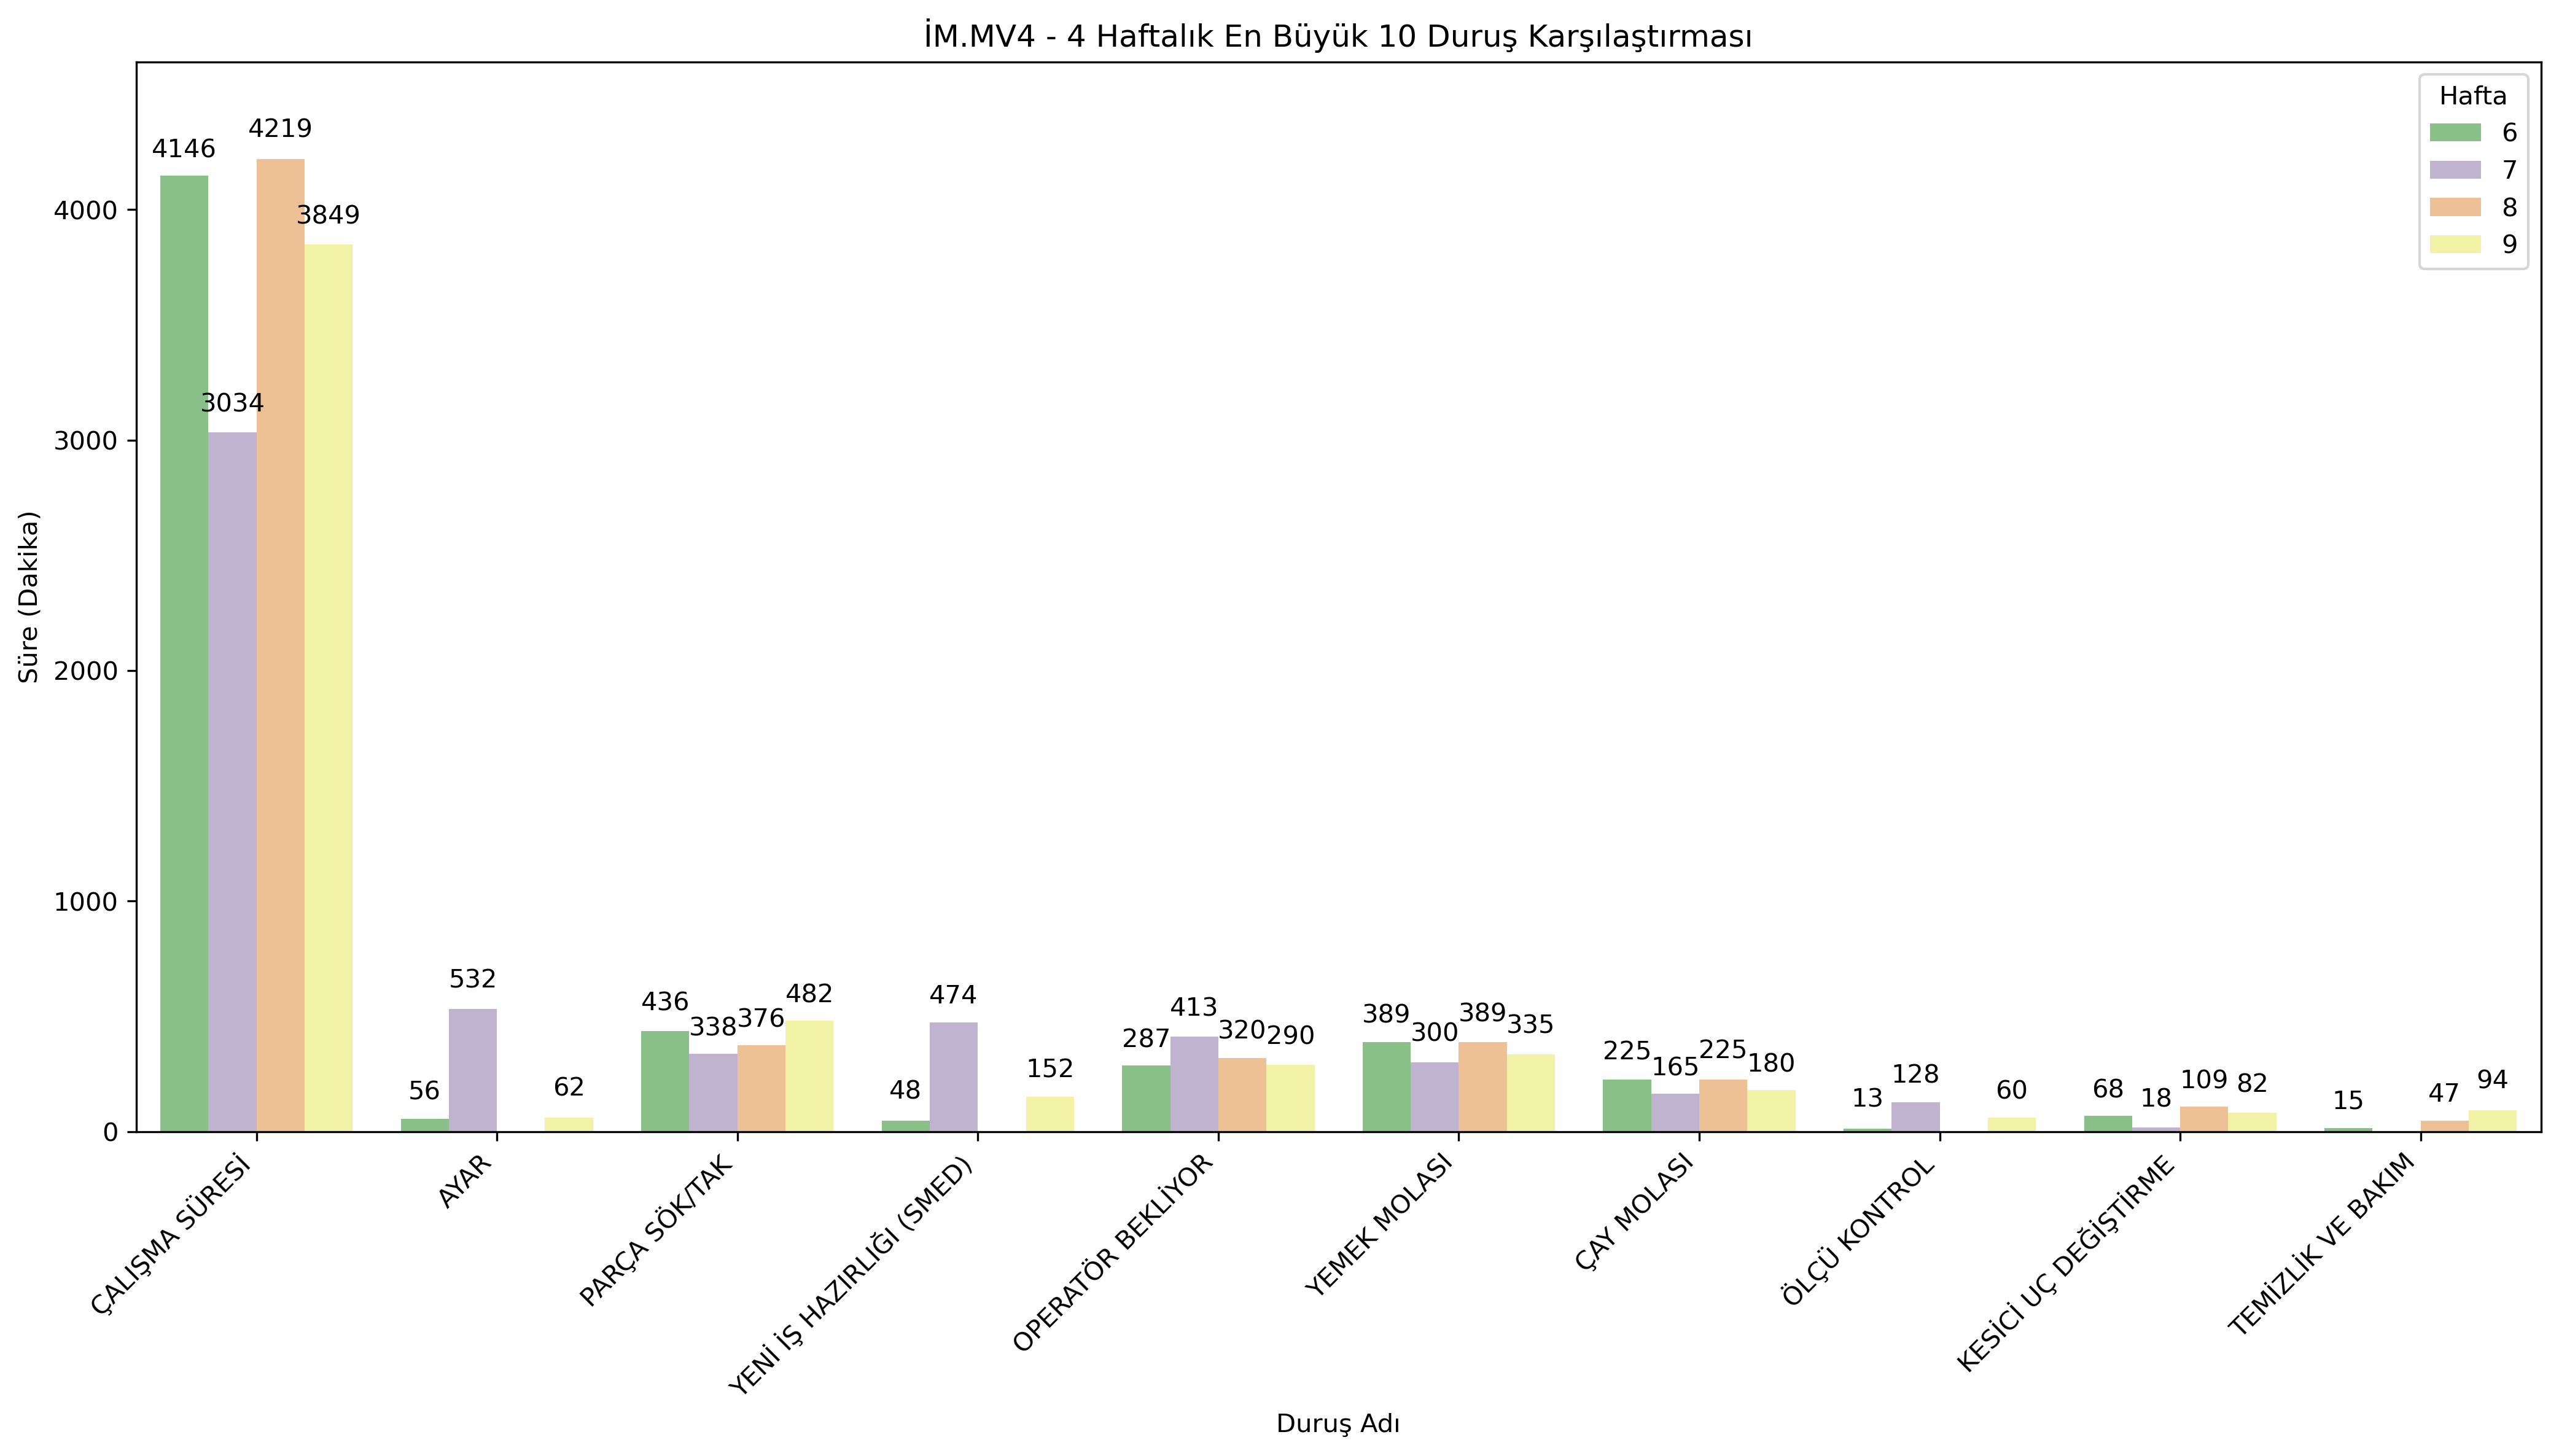 İM.MV4 - 4 Haftalık En Büyük 10 Duruş Karşılaştırması
Hafta
6
7
8
9
Süre (Dakika)
4000
3000
2000
1000
0
4146 3034 4219 3849
56 532 62
436 338 376 482
48 474 152
287 413 320 290
389 300 389 335
225 165 225 180
13 128 60
68 18 109 82
15 47 94
ÇALIŞMA SÜRESİ
AYAR
PARÇA SÖK/TAK
YENİ İŞ HAZIRLIĞI (SMED)
OPERATÖR BEKLİYOR
YEMEK MOLASI
ÇAY MOLASI
ÖLÇÜ KONTROL
KESİCİ UÇ DEĞİŞTİRME
TEMİZLİK VE BAKIM
Duruş Adı